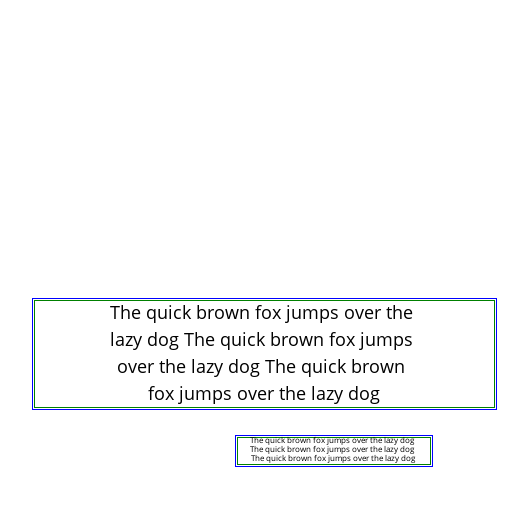 The quick brown fox jumps over the
lazy dog The quick brown fox jumps
over the lazy dog The quick brown
fox jumps over the lazy dog
The quick brown fox jumps over the lazy dog
The quick brown fox jumps over the lazy dog
The quick brown fox jumps over the lazy dog